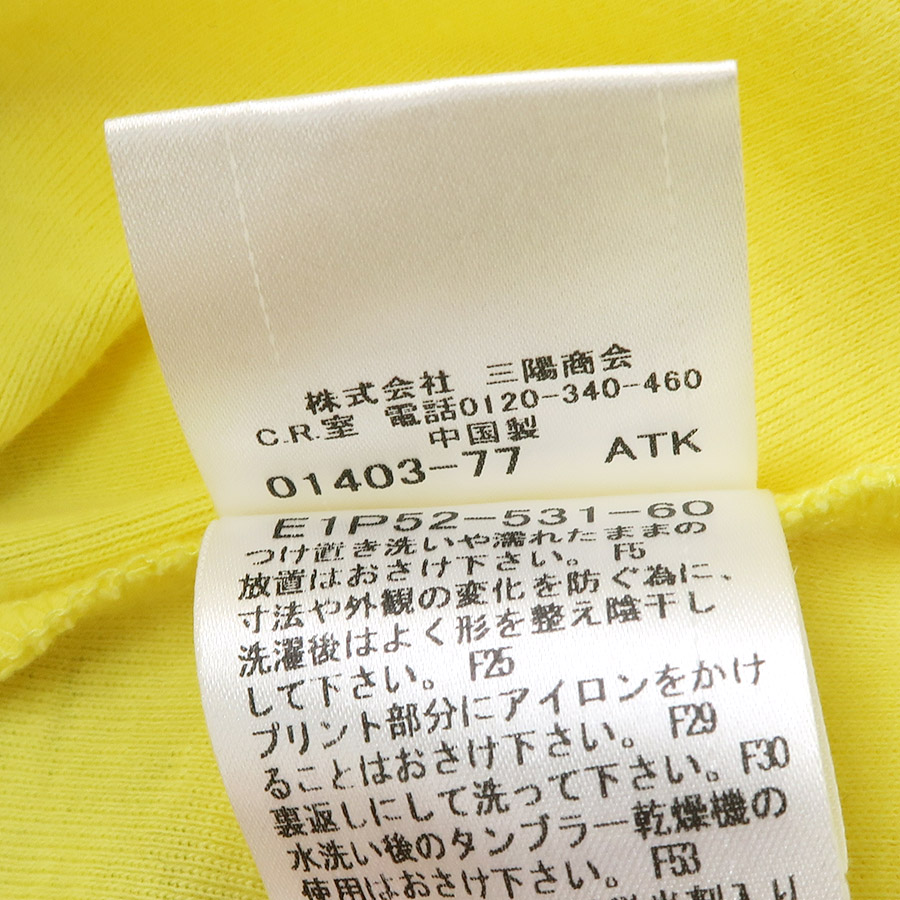 株式会社 三陽商会
C.R.室 電話0120-340-460
中国製
01403-77 ATK
E1P52-531-60
つけ置き洗いや濡れたままの
放置はおさけ下さい。 F5
寸法や外観の変化を防ぐ為に、
洗濯後はよく形を整え陰干し
して下さい。 F25
プリント部分にアイロンをかけ
ることはおさけ下さい。 F29
裏返しにして洗って下さい。F30
水洗い後のタンブラー乾燥機の
使用はおさけ下さい。 F53